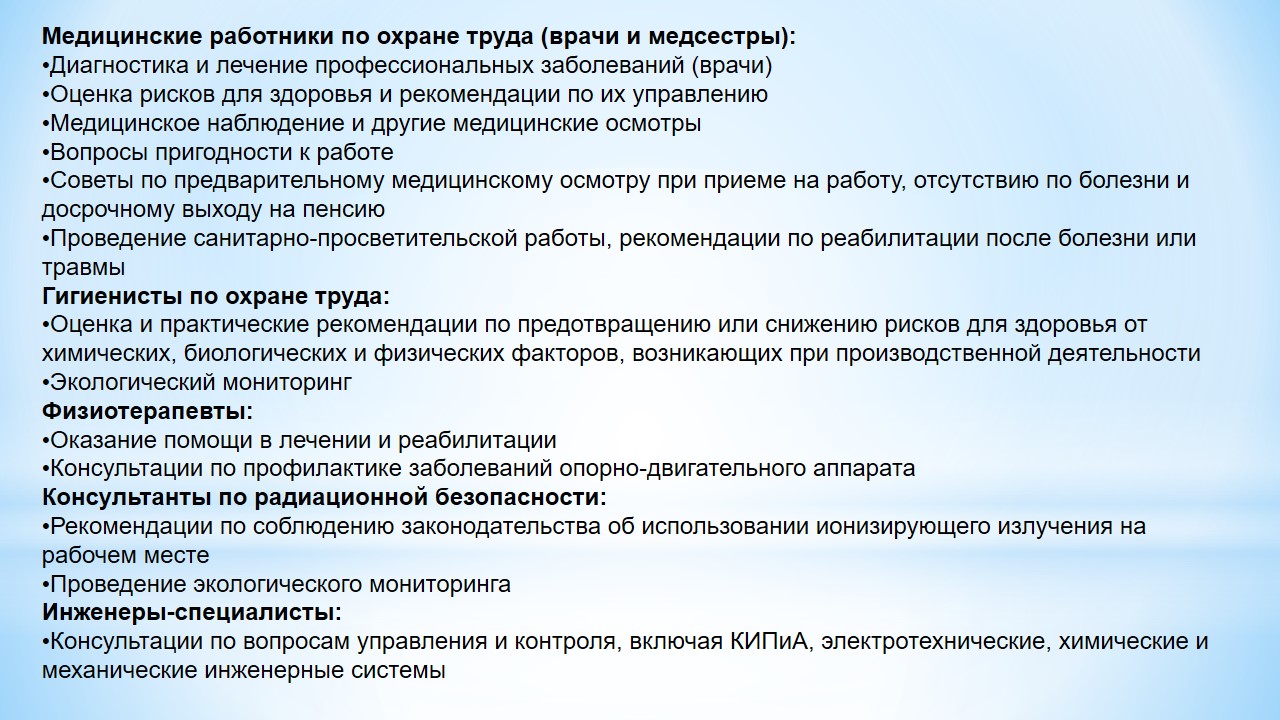 Медицинские работники по охране труда (врачи и медсестры):
•Диагностика и лечение профессиональных заболеваний (врачи)
•Оценка рисков для здоровья и рекомендации по их управлению
•Медицинское наблюдение и другие медицинские осмотры
•Вопросы пригодности к работе
•Советы по предварительному медицинскому осмотру при приеме на работу, отсутствию по болезни и
досрочному выходу на пенсию
•Проведение санитарно-просветительской работы, рекомендации по реабилитации после болезни или
травмы
Гигиенисты по охране труда:
•Оценка и практические рекомендации по предотвращению или снижению рисков для здоровья от
химических, биологических и физических факторов, возникающих при производственной деятельности
•Экологический мониторинг
Физиотерапевты:
•Оказание помощи в лечении и реабилитации
•Консультации по профилактике заболеваний опорно-двигательного аппарата
Консультанты по радиационной безопасности:
•Рекомендации по соблюдению законодательства об использовании ионизирующего излучения на
рабочем месте
•Проведение экологического мониторинга
Инженеры-специалисты:
•Консультации по вопросам управления и контроля, включая КИПиА, электротехнические, химические и
механические инженерные системы